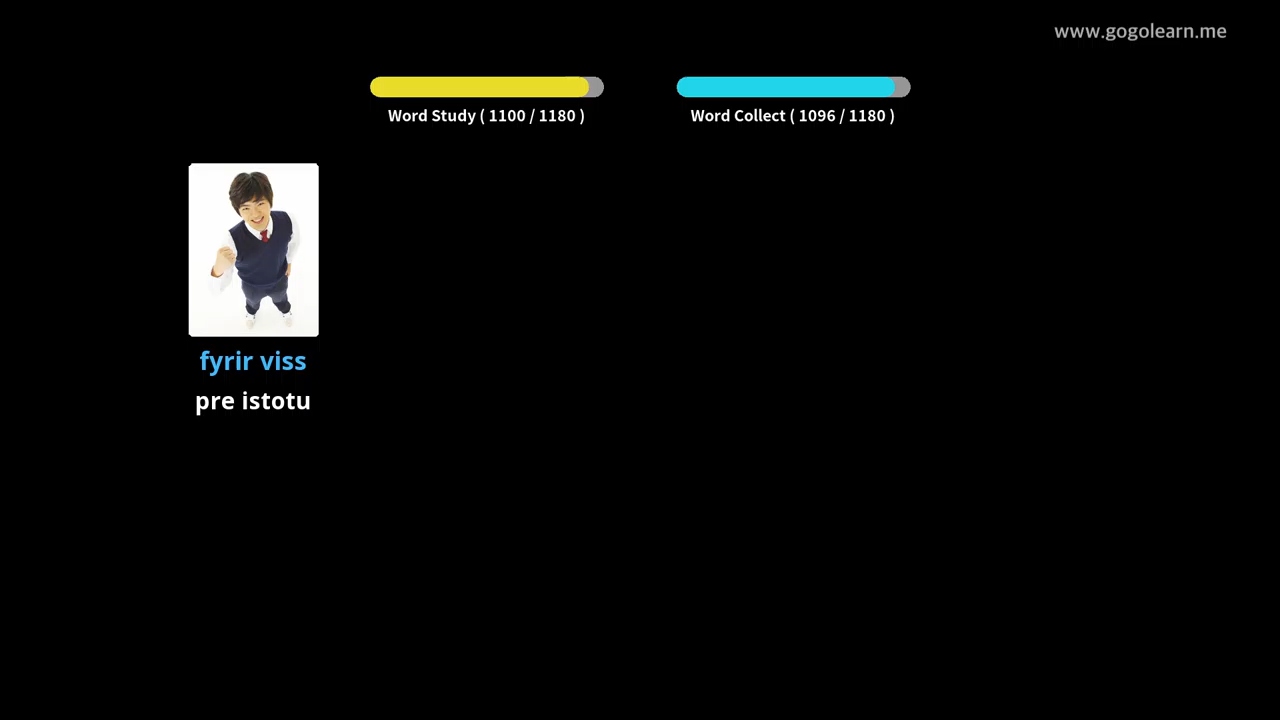 www.gogolearn.me
Word Study ( 1100 / 1180 )
Word Collect ( 1096 / 1180 )
fyrir viss
pre istotu